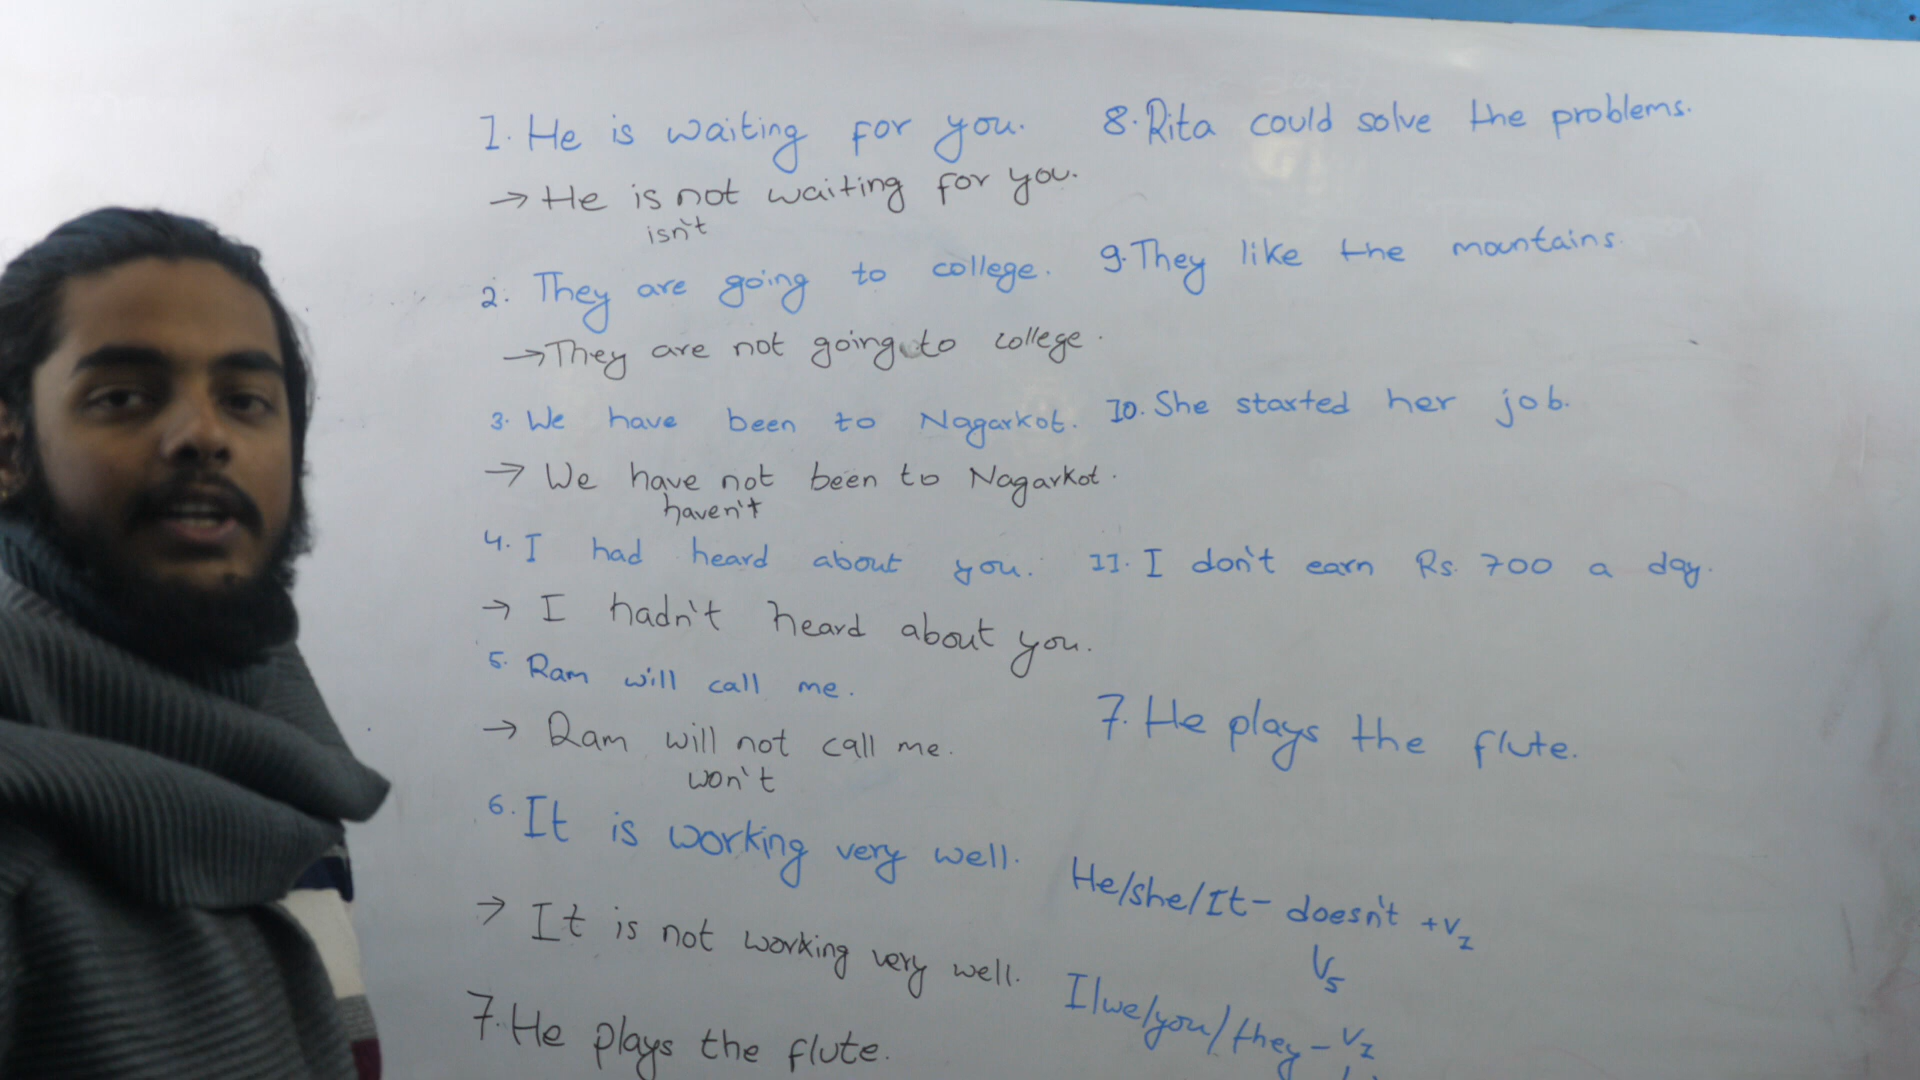 1. He is waiting for you.
→ He is not waiting for you.
isn't
2. They are going to college.
→ They are not going to college.
3. We have been to Nagarkot.
→ We have not been to Nagarkot.
haven't
4. I had heard about you.
→ I hadn't heard about you.
5. Ram will call me.
→ Ram will not call me.
won't
6. It is working very well.
→ It is not working very well.
7. He plays the flute.
8. Rita could solve the problems.
9. They like the mountains.
10. She started her job.
11. I don't earn Rs. 700 a day.
7. He plays the flute.
He/she/It - doesn't + V1
V5
I/we/you/they - V1